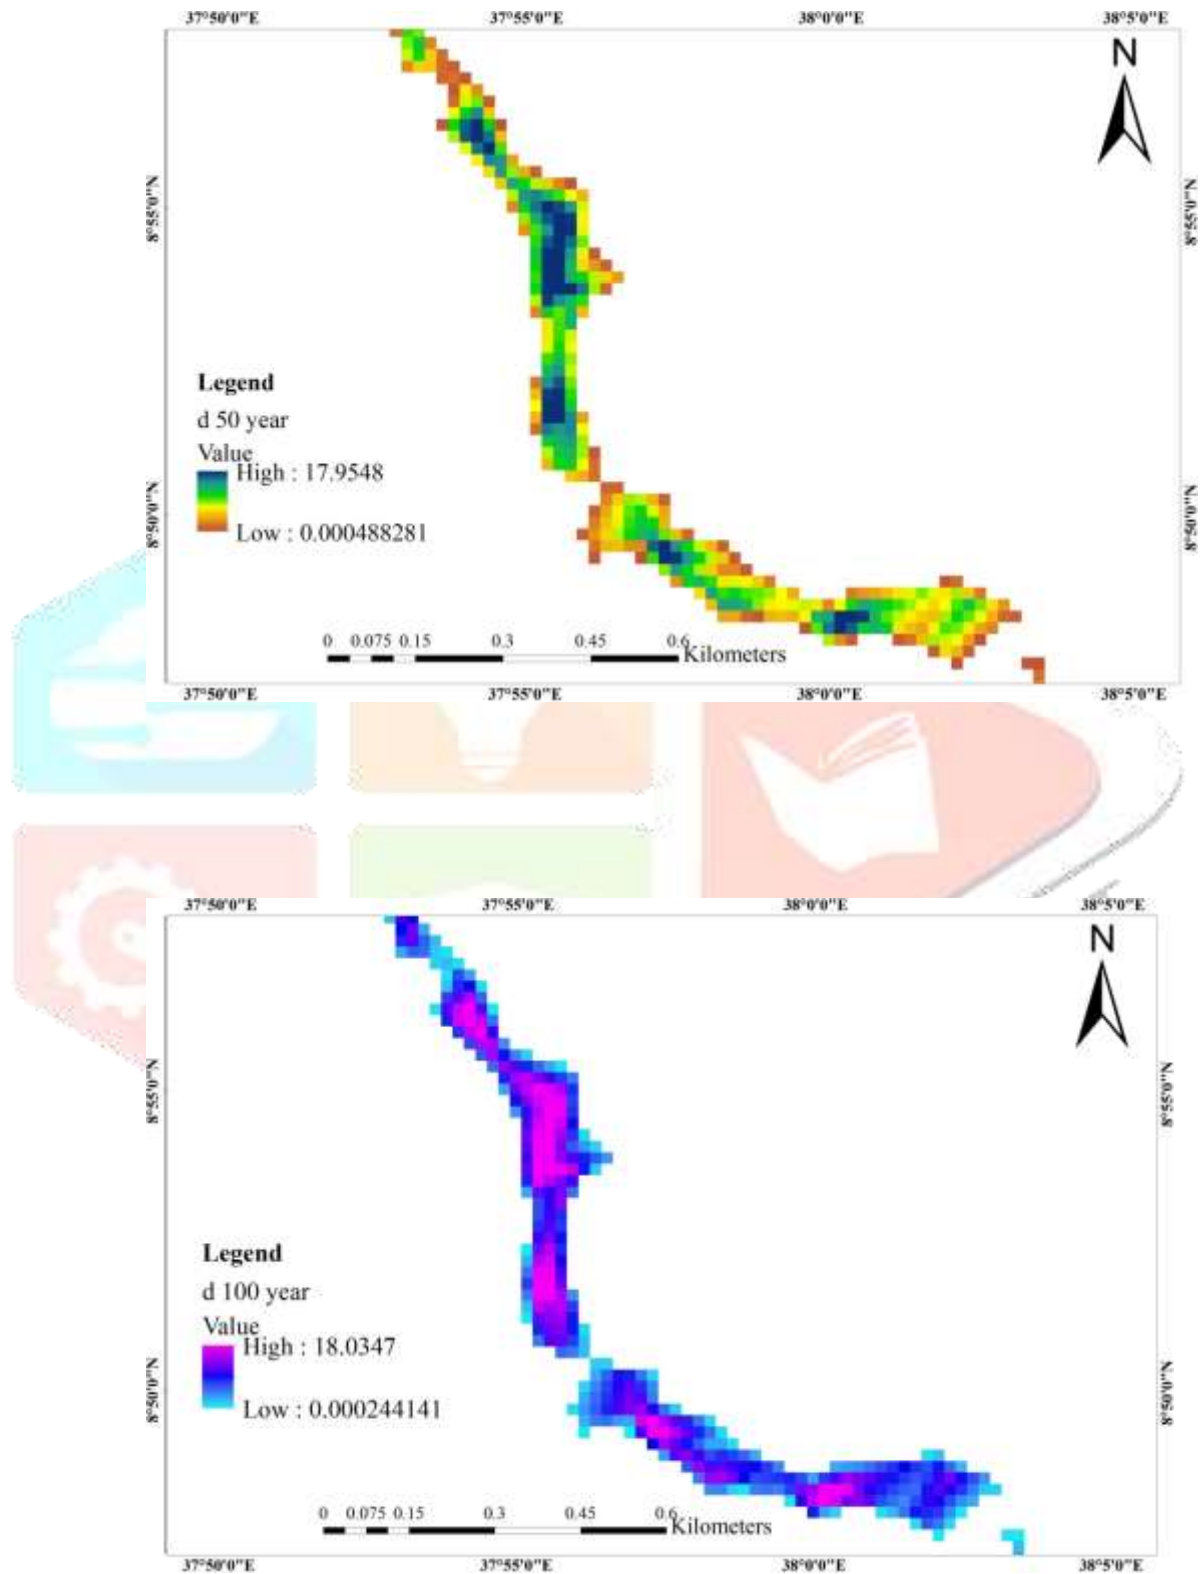 37°50'0"E 37°55'0"E 38°0'0"E 38°5'0"E
N
8°55'0"N 8°55'0"N
Legend
d 50 year
Value
High : 17.9548
Low : 0.000488281
8°50'0"N 8°50'0"N
0 0.075 0.15 0.3 0.45 0.6
Kilometers
37°50'0"E 37°55'0"E 38°0'0"E 38°5'0"E
37°50'0"E 37°55'0"E 38°0'0"E 38°5'0"E
N
8°55'0"N 8°55'0"N
Legend
d 100 year
Value
High : 18.0347
Low : 0.000244141
8°50'0"N 8°50'0"N
0 0.075 0.15 0.3 0.45 0.6
Kilometers
37°50'0"E 37°55'0"E 38°0'0"E 38°5'0"E